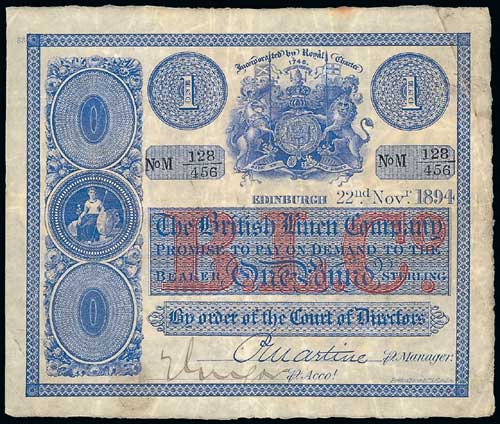 Incorporated by Royal Charter
1746.
1
1
No M 128/456
No M 128/456
EDINBURGH 22nd Novr 1894
The British Linen Company
B.L.Co.
PROMISE TO PAY ON DEMAND TO THE
BEARER One Pound STERLING
By order of the Court of Directors
P Manager.
P Acct.